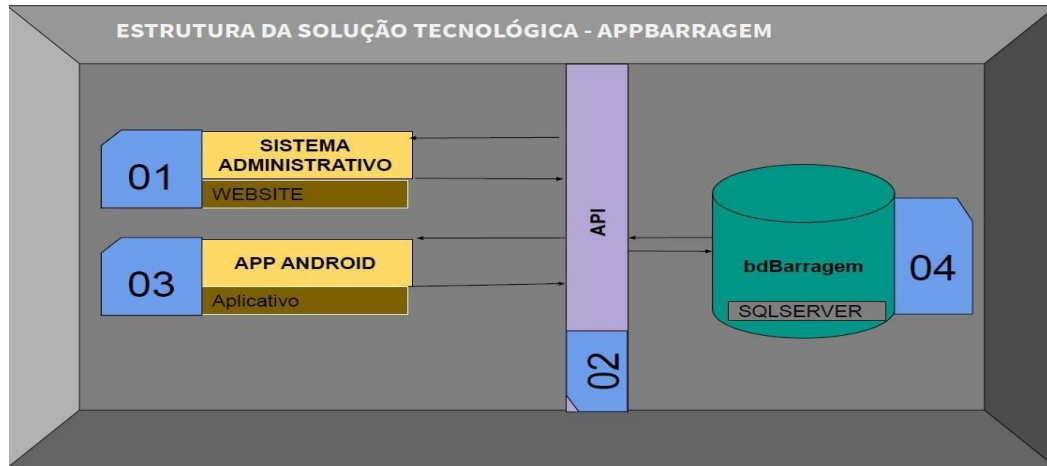 ESTRUTURA DA SOLUÇÃO TECNOLÓGICA - APPBARRAGEM
01
SISTEMA
ADMINISTRATIVO
WEBSITE
03
APP ANDROID
Aplicativo
API
02
bdBarragem
SQLSERVER
04